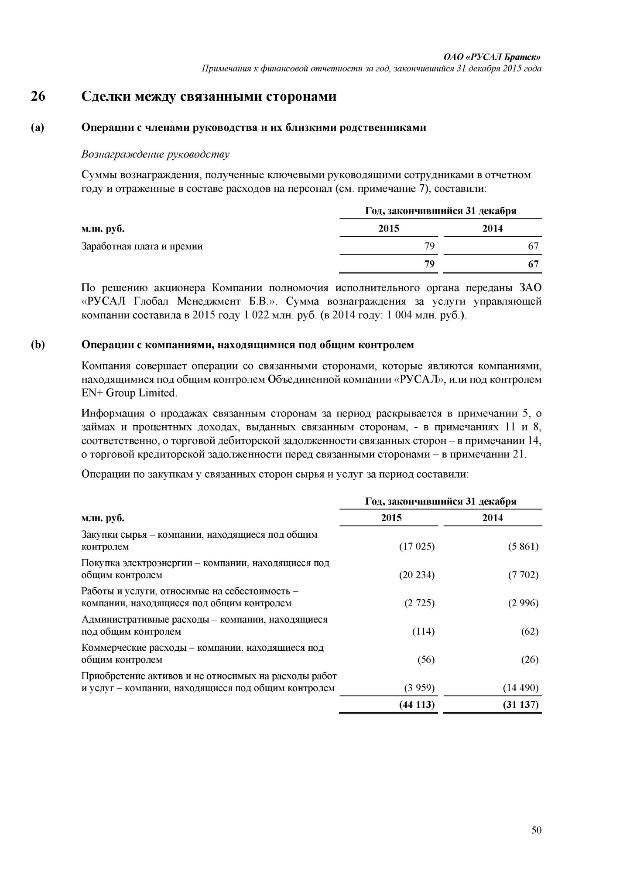 ОАО «РУСАЛ Братск»
Примечания к финансовой отчетности за год, закончившийся 31 декабря 2015 года
26 Сделки между связанными сторонами
(a) Операции с членами руководства и их близкими родственниками
Вознаграждение руководству
Суммы вознаграждения, полученные ключевыми руководящими сотрудниками в отчетном
году и отраженные в составе расходов на персонал (см. примечание 7), составили:
Год, закончившийся 31 декабря
млн. руб. 2015 2014
Заработная плата и премии 79 67
79 67
По решению акционера Компании полномочия исполнительного органа переданы ЗАО
«РУСАЛ Глобал Менеджмент Б.В.». Сумма вознаграждения за услуги управляющей
компании составила в 2015 году 1 022 млн. руб. (в 2014 году: 1 004 млн. руб.).
(b) Операции с компаниями, находящимися под общим контролем
Компания совершает операции со связанными сторонами, которые являются компаниями,
находящимися под общим контролем Объединенной компании «РУСАЛ», или под контролем
EN+ Group Limited.
Информация о продажах связанным сторонам за период раскрывается в примечании 5, о
займах и процентных доходах, выданных связанным сторонам, - в примечаниях 11 и 8,
соответственно, о торговой дебиторской задолженности связанных сторон – в примечании 14,
о торговой кредиторской задолженности перед связанными сторонами – в примечании 21.
Операции по закупкам у связанных сторон сырья и услуг за период составили:
Год, закончившийся 31 декабря
млн. руб. 2015 2014
Закупки сырья – компании, находящиеся под общим
контролем (17 025) (5 861)
Покупка электроэнергии – компании, находящиеся под
общим контролем (20 234) (7 702)
Работы и услуги, относимые на себестоимость –
компании, находящиеся под общим контролем (2 725) (2 996)
Административные расходы – компании, находящиеся
под общим контролем (114) (62)
Коммерческие расходы – компании, находящиеся под
общим контролем (56) (26)
Приобретение активов и не относимых на расходы работ
и услуг – компании, находящиеся под общим контролем (3 959) (14 490)
(44 113) (31 137)
50